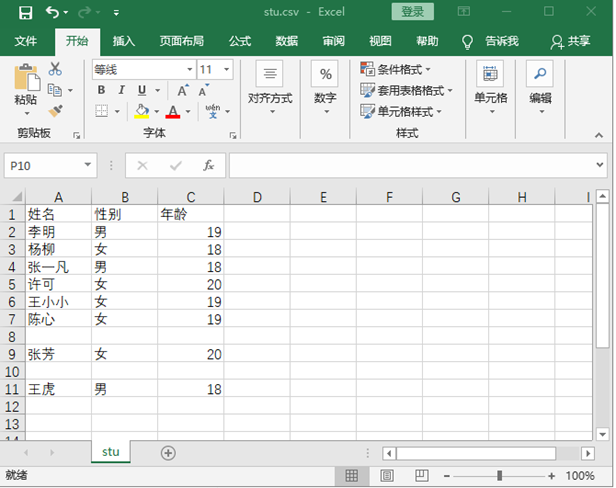 stu.csv - Excel
登录
文件 开始 插入 页面布局 公式 数据 审阅 视图 帮助 告诉我 共享
等线 11
粘贴
B I U A A
A wén
对齐方式
%
数字
条件格式
套用表格格式
单元格样式
单元格
编辑
剪贴板 字体 样式
P10 fx
A B C D E F G H I
1 姓名 性别 年龄
2 李明 男 19
3 杨柳 女 18
4 张一凡 男 18
5 许可 女 20
6 王小小 女 19
7 陈心 女 19
8
9 张芳 女 20
10
11 王虎 男 18
12
13
14
stu
就绪 100%